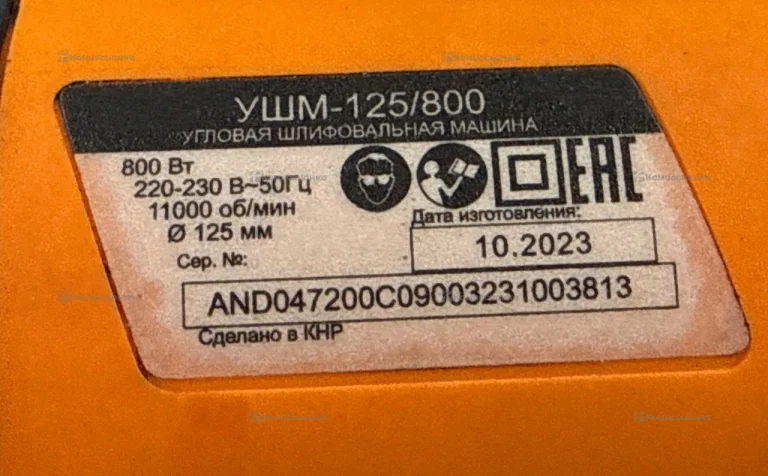 УШМ-125/800
УГЛОВАЯ ШЛИФОВАЛЬНАЯ МАШИНА
800 Вт
220-230 В~50Гц
11000 об/мин
Ø 125 мм
Сер. №:
EAC
Дата изготовления:
10.2023
AND047200C09003231003813
Сделано в КНР